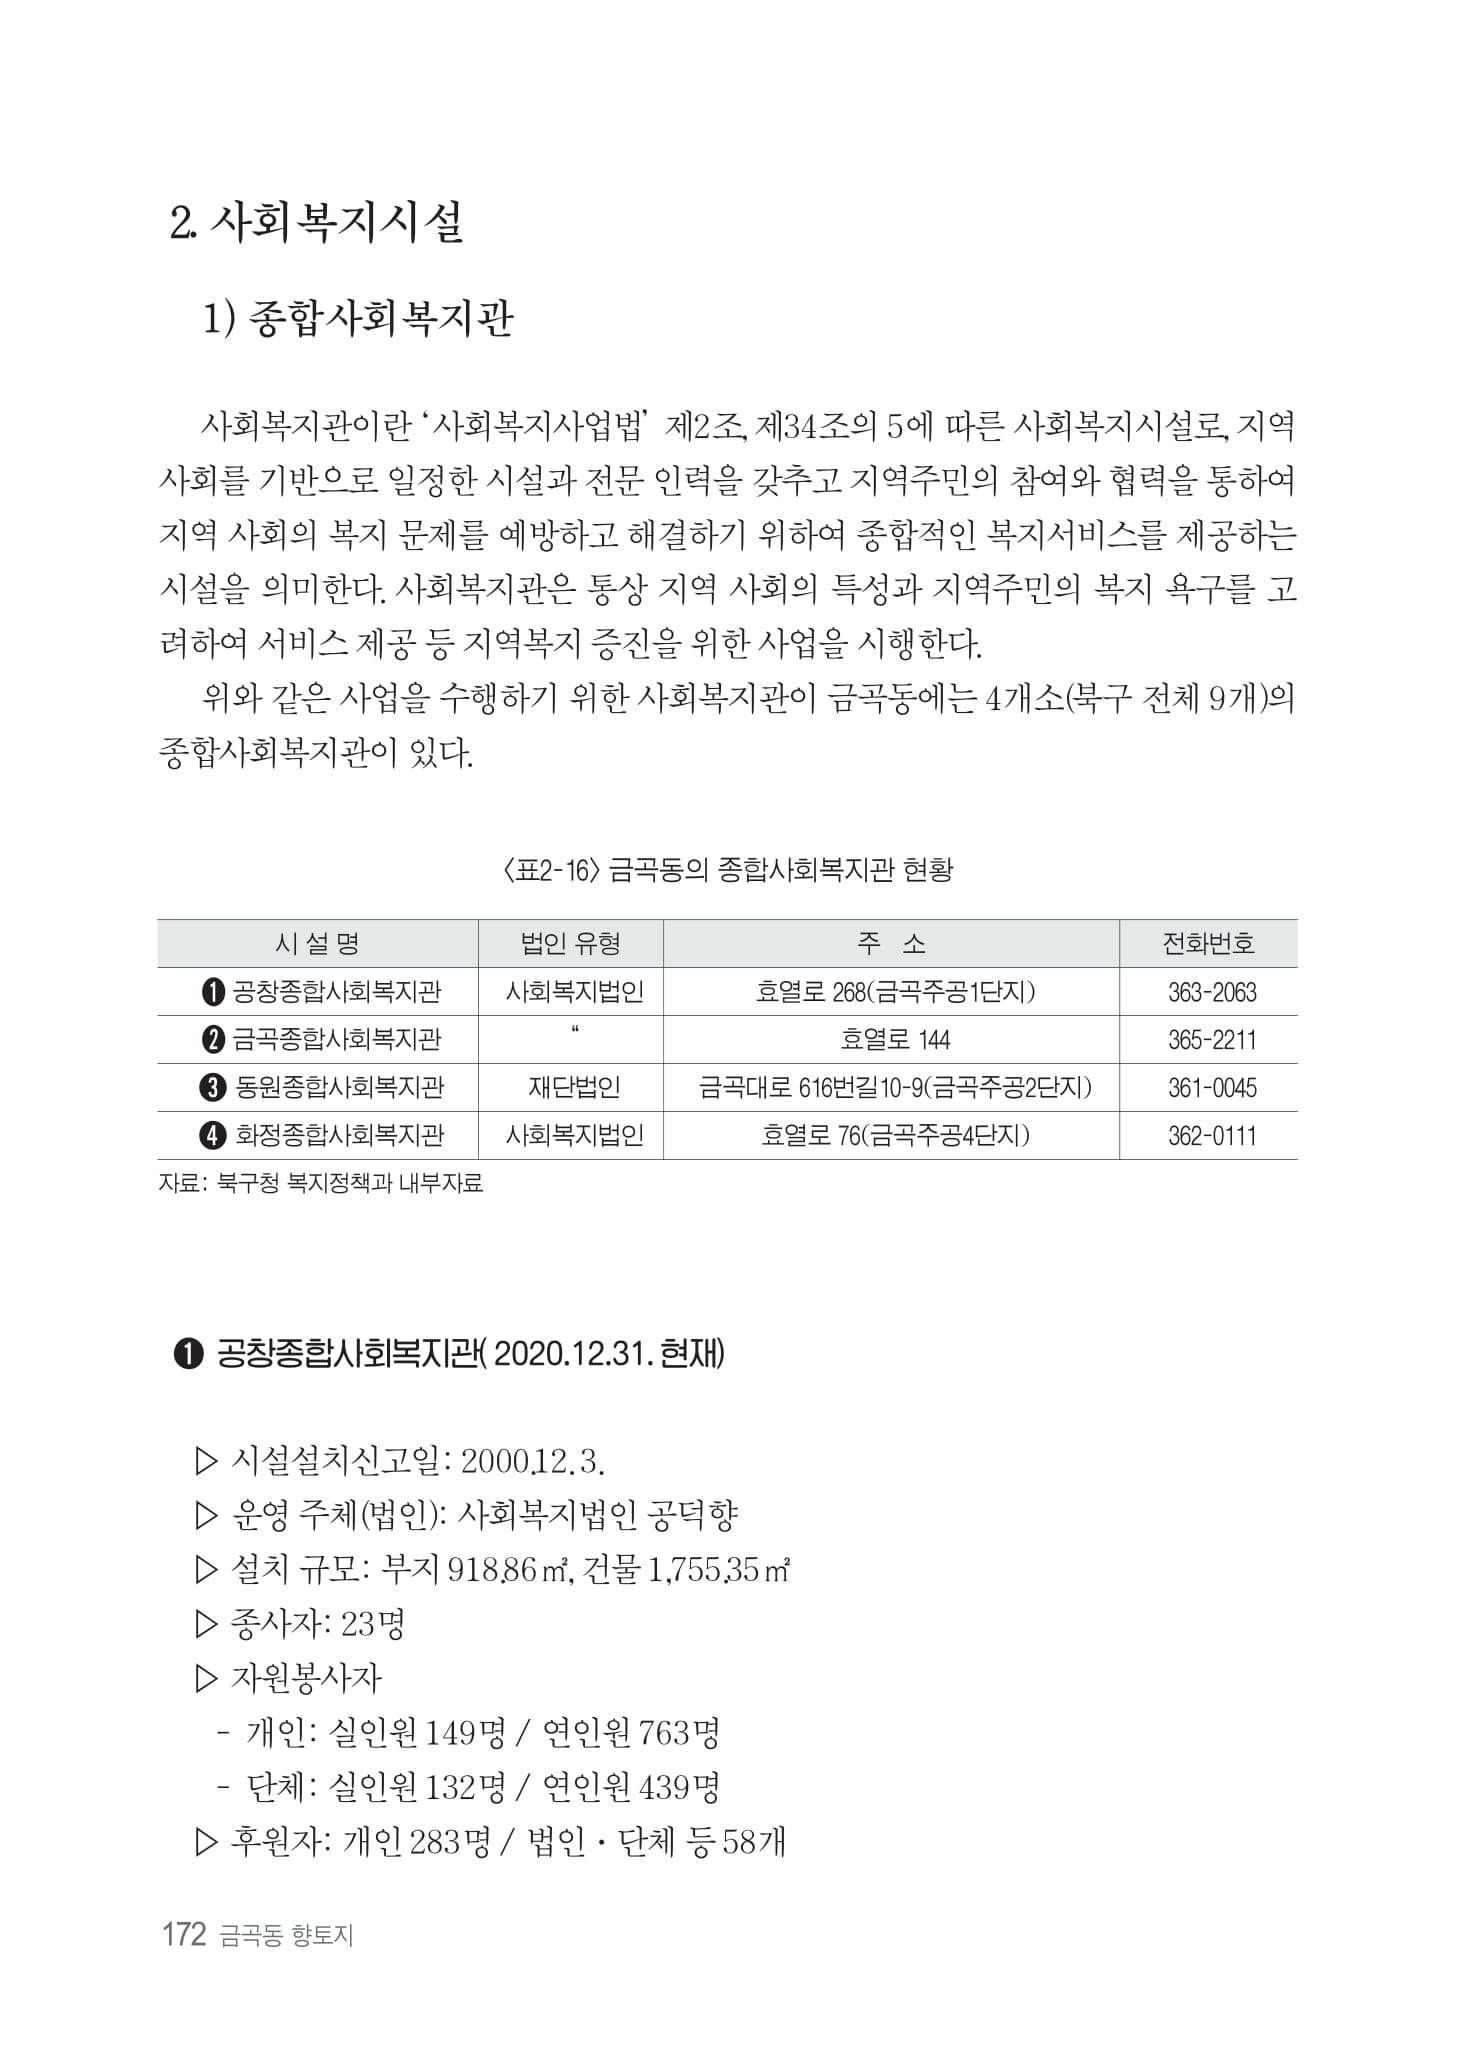 2. 사회복지시설
1) 종합사회복지관
사회복지관이란 ‘사회복지사업법’ 제2조, 제34조의 5에 따른 사회복지시설로, 지역
사회를 기반으로 일정한 시설과 전문 인력을 갖추고 지역주민의 참여와 협력을 통하여
지역 사회의 복지 문제를 예방하고 해결하기 위하여 종합적인 복지서비스를 제공하는
시설을 의미한다. 사회복지관은 통상 지역 사회의 특성과 지역주민의 복지 욕구를 고
려하여 서비스 제공 등 지역복지 증진을 위한 사업을 시행한다.
위와 같은 사업을 수행하기 위한 사회복지관이 금곡동에는 4개소(북구 전체 9개)의
종합사회복지관이 있다.
〈표2-16〉 금곡동의 종합사회복지관 현황
시 설 명 법인 유형 주 소 전화번호
❶ 공창종합사회복지관 사회복지법인 효열로 268(금곡주공1단지) 363-2063
❷ 금곡종합사회복지관 “ 효열로 144 365-2211
❸ 동원종합사회복지관 재단법인 금곡대로 616번길10-9(금곡주공2단지) 361-0045
❹ 화정종합사회복지관 사회복지법인 효열로 76(금곡주공4단지) 362-0111
자료: 북구청 복지정책과 내부자료
❶ 공창종합사회복지관( 2020.12.31. 현재)
▷ 시설설치신고일: 2000.12. 3.
▷ 운영 주체(법인): 사회복지법인 공덕향
▷ 설치 규모: 부지 918.86㎡, 건물 1,755.35㎡
▷ 종사자: 23명
▷ 자원봉사자
- 개인: 실인원 149명 / 연인원 763명
- 단체: 실인원 132명 / 연인원 439명
▷ 후원자: 개인 283명 / 법인·단체 등 58개
172 금곡동 향토지